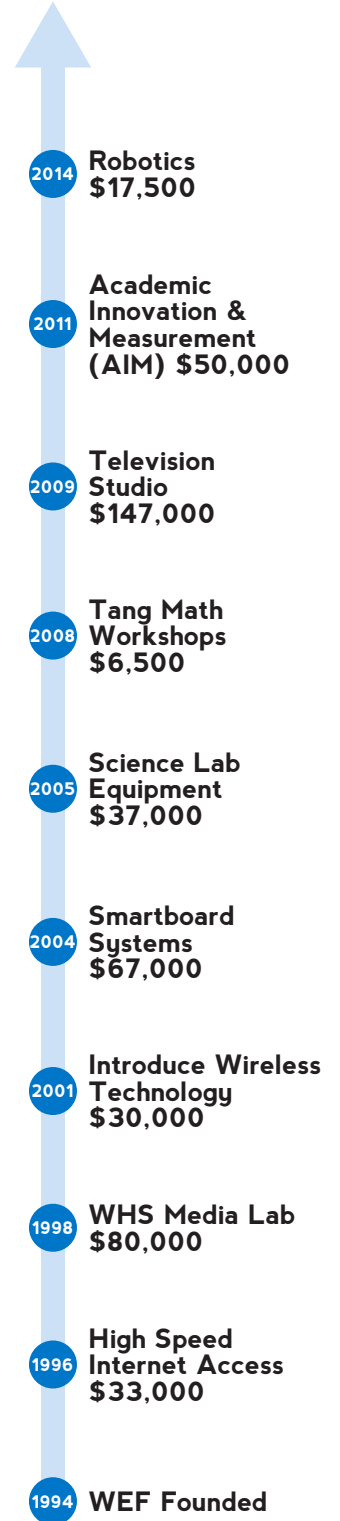 2014
Robotics
$17,500
2011
Academic
Innovation &
Measurement
(AIM) $50,000
2009
Television
Studio
$147,000
2008
Tang Math
Workshops
$6,500
2005
Science Lab
Equipment
$37,000
2004
Smartboard
Systems
$67,000
2001
Introduce Wireless
Technology
$30,000
1998
WHS Media Lab
$80,000
1996
High Speed
Internet Access
$33,000
1994
WEF Founded